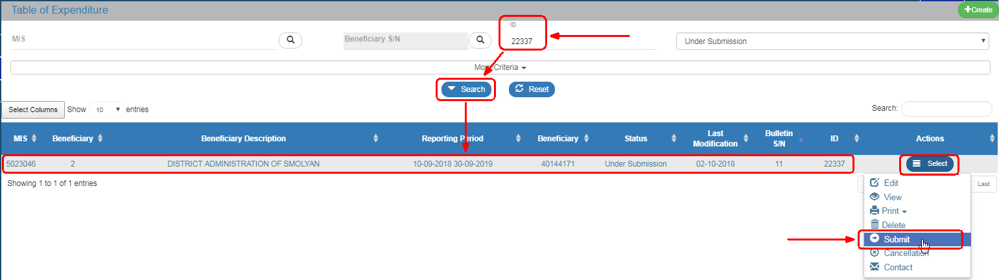 Table of Expenditure
Create
ID
MIS
Beneficiary S/N
22337
Under Submission
More Criteria
Search
Reset
Select Columns Show 10 entries
Search:
MIS Beneficiary Beneficiary Description Reporting Period Beneficiary Status Last Modification Bulletin S/N ID Actions
5023046 2 DISTRICT ADMINISTRATION OF SMOLYAN 10-09-2018 30-09-2019 40144171 Under Submission 02-10-2018 11 22337 Select
Showing 1 to 1 of 1 entries
Last
Edit
View
Print
Delete
Submit
Cancellation
Contact